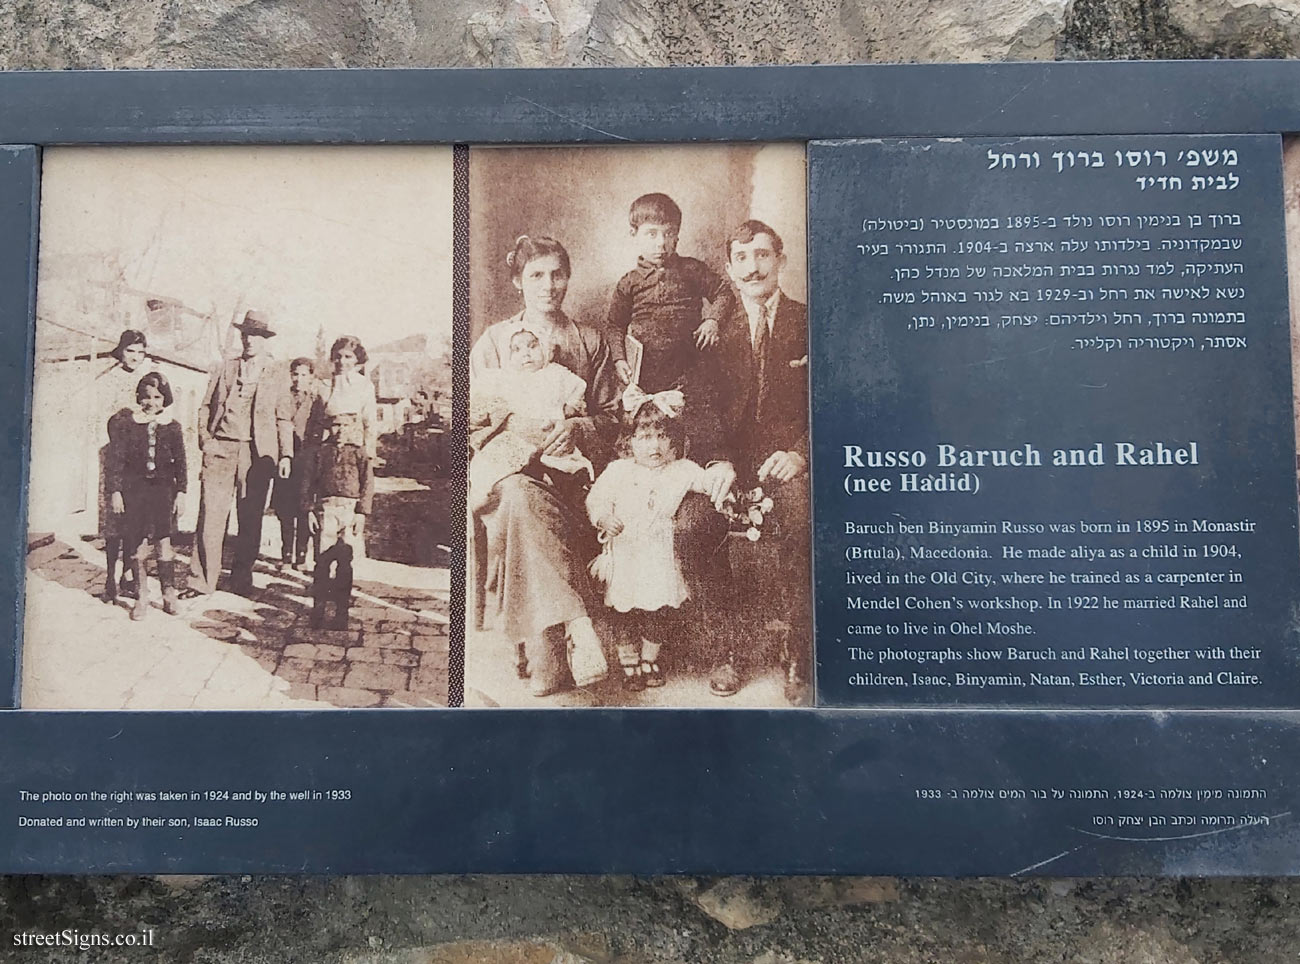 משפ' רוסו ברוך ורחל
לבית חדיד
ברוך בן בנימין רוסו נולד ב-1895 במונסטיר (ביטולה)
שבמקדוניה. בילדותו עלה ארצה ב-1904. התגורר בעיר
העתיקה, למד נגרות בבית המלאכה של מנדל כהן.
נשא לאישה את רחל וב-1929 בא לגור באוהל משה.
בתמונה ברוך, רחל וילדיהם: יצחק, בנימין, נתן,
אסתר, ויקטוריה וקלייר.
Russo Baruch and Rahel
(nee Hadid)
Baruch ben Binyamin Russo was born in 1895 in Monastir
(Bıtula), Macedonia. He made aliya as a child in 1904,
lived in the Old City, where he trained as a carpenter in
Mendel Cohen's workshop. In 1922 he married Rahel and
came to live in Ohel Moshe.
The photographs show Baruch and Rahel together with their
children, Isaac, Binyamin, Natan, Esther, Victoria and Claire.
The photo on the right was taken in 1924 and by the well in 1933
Donated and written by their son, Isaac Russo
התמונה מימין צולמה ב-1924, התמונה על בור המים צולמה ב- 1933
העלה תרומה וכתב הבן יצחק רוסו
streetSigns.co.il